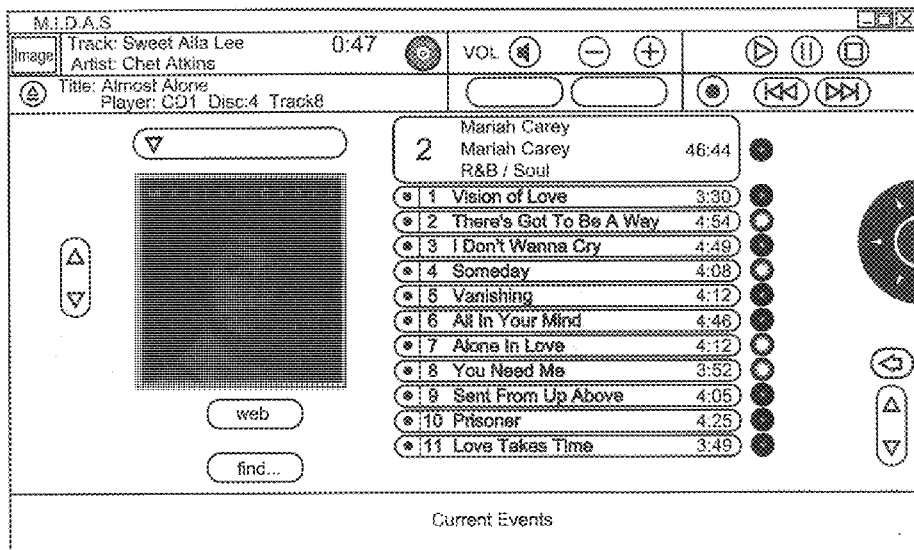 M.I.D.A.S
Image
Track: Sweet Alla Lee 0:47
Artist: Chet Atkins
VOL
Title: Almost Alone
Player: CD1 Disc:4 Track8
2
Mariah Carey
Mariah Carey 46:44
R&B / Soul
1 Vision of Love 3:30
2 There's Got To Be A Way 4:54
3 I Don't Wanna Cry 4:49
4 Someday 4:08
5 Vanishing 4:12
6 All In Your Mind 4:46
7 Alone In Love 4:12
8 You Need Me 3:52
9 Sent From Up Above 4:05
10 Prisoner 4:25
11 Love Takes Time 3:49
web
find...
Current Events